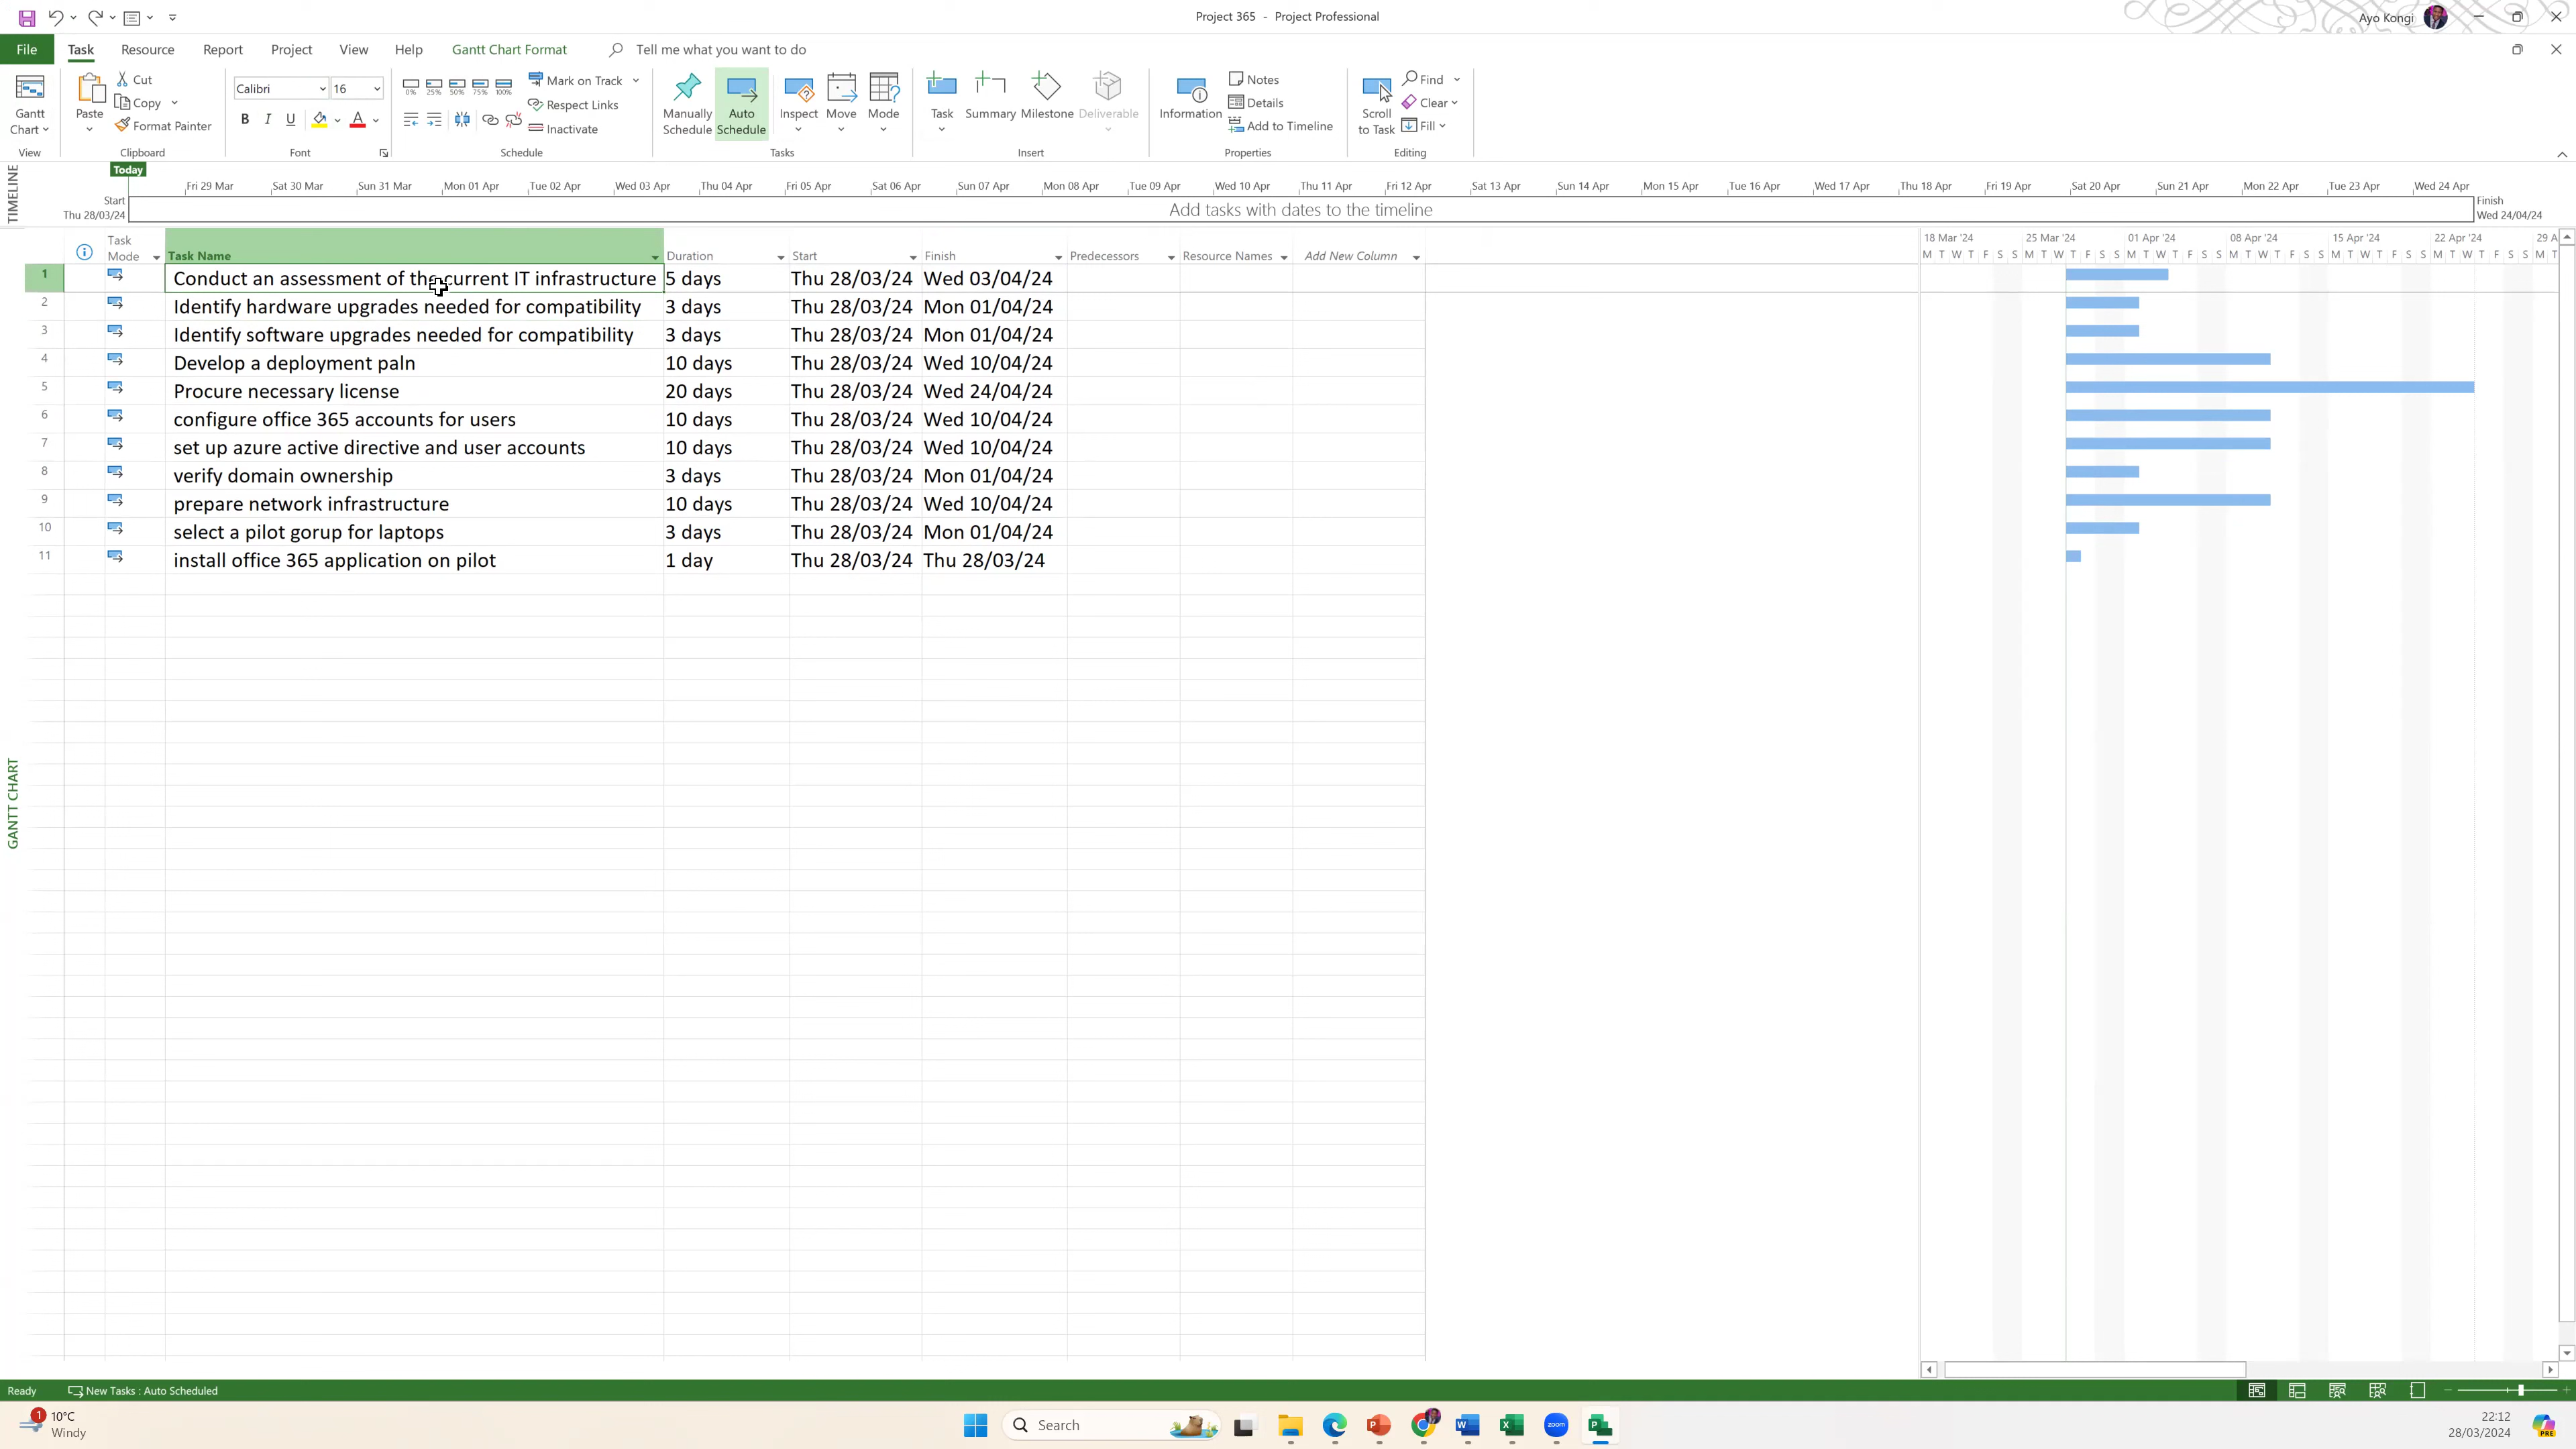 Project 365 - Project Professional
Ayo Kongi
File Task Resource Report Project View Help Gantt Chart Format Tell me what you want to do
Gantt Chart
View
Paste
Cut
Copy
Format Painter
Clipboard
Calibri 16
B I U A
Font
0% 25% 50% 75% 100%
Mark on Track
Respect Links
Inactivate
Schedule
Manually Schedule
Auto Schedule
Inspect
Move
Mode
Tasks
Task
Summary
Milestone
Deliverable
Insert
Information
Notes
Details
Add to Timeline
Properties
Scroll to Task
Find
Clear
Fill
Editing
TIMELINE
Today
Start
Thu 28/03/24
Fri 29 Mar Sat 30 Mar Sun 31 Mar Mon 01 Apr Tue 02 Apr Wed 03 Apr Thu 04 Apr Fri 05 Apr Sat 06 Apr Sun 07 Apr Mon 08 Apr Tue 09 Apr Wed 10 Apr Thu 11 Apr Fri 12 Apr Sat 13 Apr Sun 14 Apr Mon 15 Apr Tue 16 Apr Wed 17 Apr Thu 18 Apr Fri 19 Apr Sat 20 Apr Sun 21 Apr Mon 22 Apr Tue 23 Apr Wed 24 Apr
Add tasks with dates to the timeline
Finish
Wed 24/04/24
Task Mode Task Name Duration Start Finish Predecessors Resource Names Add New Column
18 Mar '24 25 Mar '24 01 Apr '24 08 Apr '24 15 Apr '24 22 Apr '24 29 A
M T W T F S S M T W T F S S M T W T F S S M T W T F S S M T W T F S S M T W T F S S M T
1 Conduct an assessment of the current IT infrastructure 5 days Thu 28/03/24 Wed 03/04/24
2 Identify hardware upgrades needed for compatibility 3 days Thu 28/03/24 Mon 01/04/24
3 Identify software upgrades needed for compatibility 3 days Thu 28/03/24 Mon 01/04/24
4 Develop a deployment paln 10 days Thu 28/03/24 Wed 10/04/24
5 Procure necessary license 20 days Thu 28/03/24 Wed 24/04/24
6 configure office 365 accounts for users 10 days Thu 28/03/24 Wed 10/04/24
7 set up azure active directive and user accounts 10 days Thu 28/03/24 Wed 10/04/24
8 verify domain ownership 3 days Thu 28/03/24 Mon 01/04/24
9 prepare network infrastructure 10 days Thu 28/03/24 Wed 10/04/24
10 select a pilot gorup for laptops 3 days Thu 28/03/24 Mon 01/04/24
11 install office 365 application on pilot 1 day Thu 28/03/24 Thu 28/03/24
GANTT CHART
Ready New Tasks : Auto Scheduled
1 10°C
Windy
Search
zoom
22:12
28/03/2024
PRE